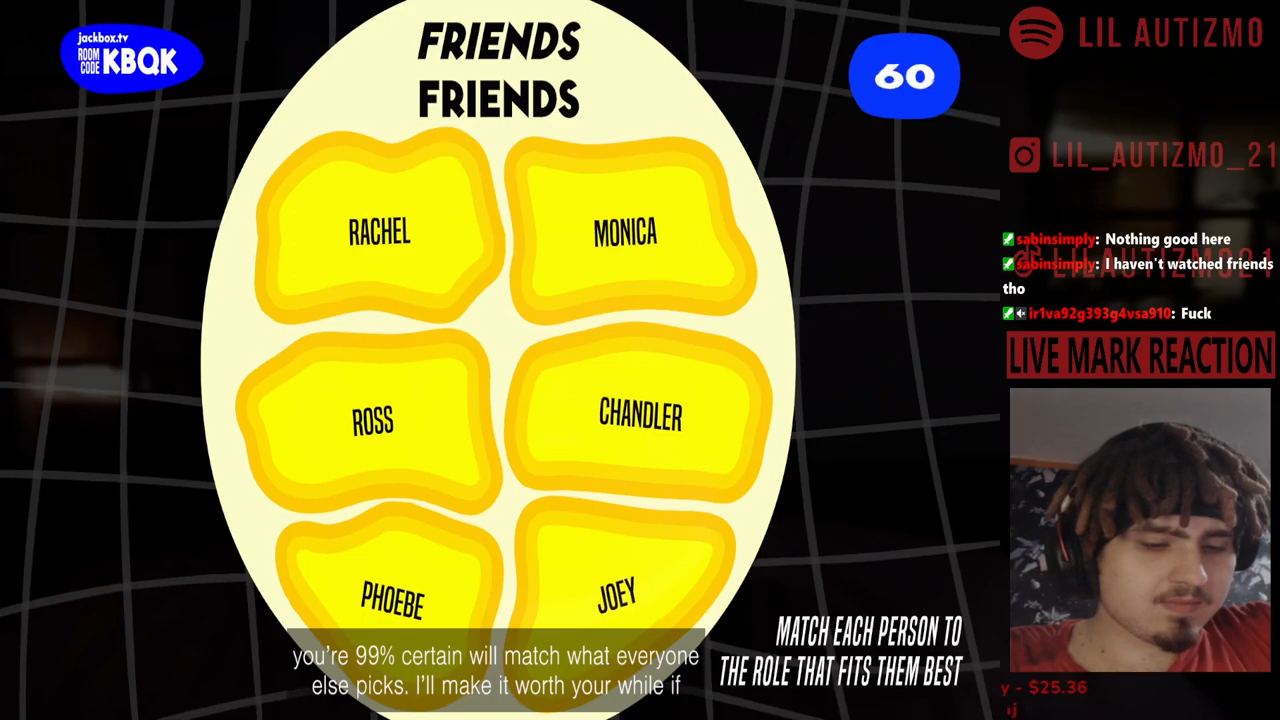 jackbox.tv
ROOM CODE KBQK
FRIENDS
FRIENDS
60
RACHEL
MONICA
ROSS
CHANDLER
PHOEBE
JOEY
you're 99% certain will match what everyone
else picks. I'll make it worth your while if
MATCH EACH PERSON TO
THE ROLE THAT FITS THEM BEST
LIL AUTIZMO
LIL_AUTIZMO_21
LILAUTIZMO21
sabinsimply: Nothing good here
sabinsimply: I haven't watched friends
tho
ir1va92g393g4vsa910: Fuck
LIVE MARK REACTION
y - $25.36